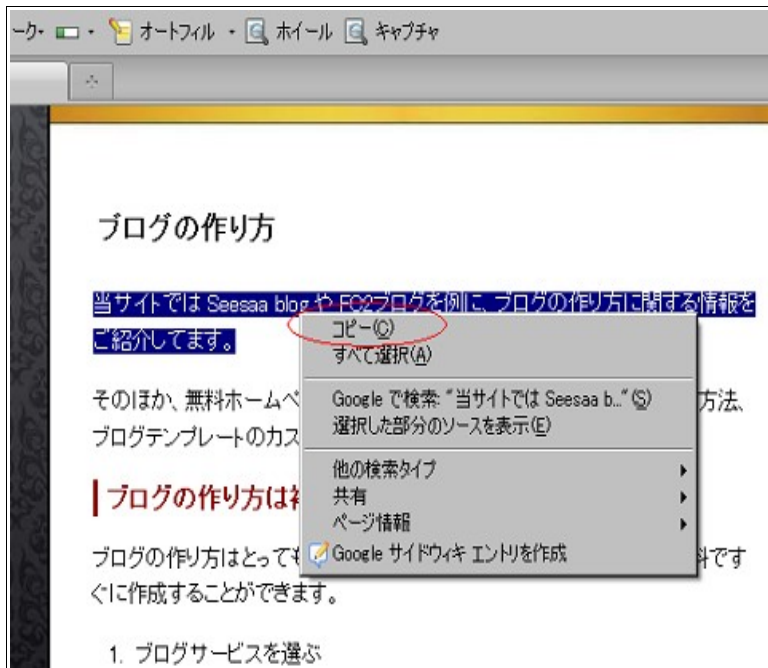 ーク・ オートフィル ・ ホイール キャプチャ
ブログの作り方
当サイトでは Seesaa blog や FC2ブログを例に、ブログの作り方に関する情報を
ご紹介してます。
コピー(C)
すべて選択(A)
そのほか、無料ホームペ
Google で検索: "当サイトでは Seesaa b..."(S)
方法、
選択した部分のソースを表示(E)
ブログテンプレートのカス
他の検索タイプ
共有
ブログの作り方は
ページ情報
ブログの作り方はとっても
Google サイドウィキ エントリを作成
料です
ぐに作成することができます。
1. ブログサービスを選ぶ